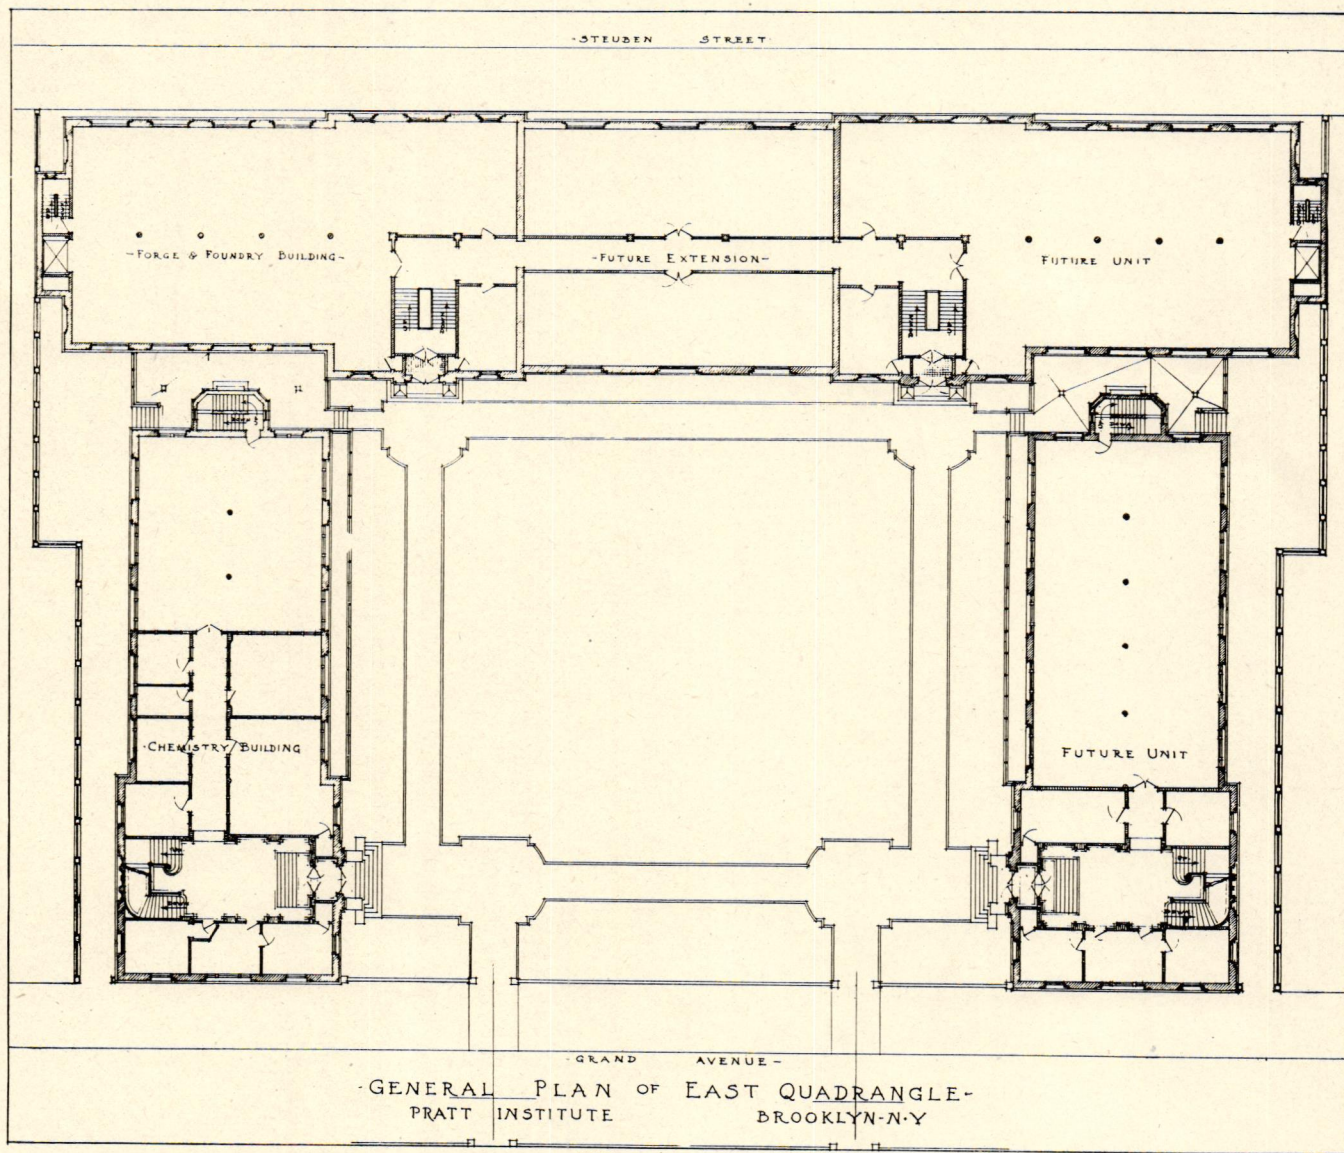 -STEUBEN STREET-
-FORGE & FOUNDRY BUILDING-
-FUTURE EXTENSION-
FUTURE UNIT
-CHEMISTRY BUILDING
FUTURE UNIT
-GRAND AVENUE-
-GENERAL PLAN OF EAST QUADRANGLE-
PRATT INSTITUTE BROOKLYN-N·Y